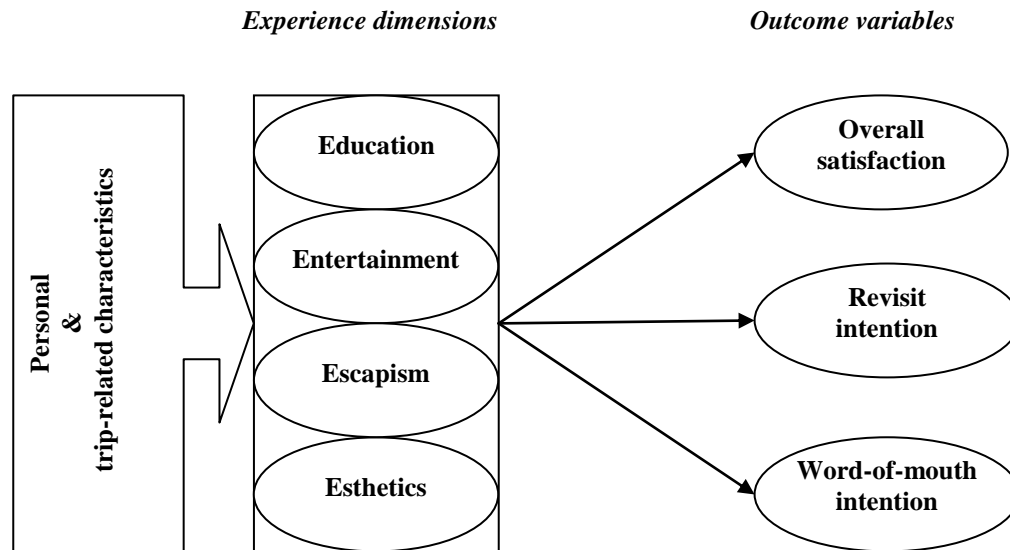 Experience dimensions
Outcome variables
Personal
&
trip-related characteristics
Education
Entertainment
Escapism
Esthetics
Overall
satisfaction
Revisit
intention
Word-of-mouth
intention